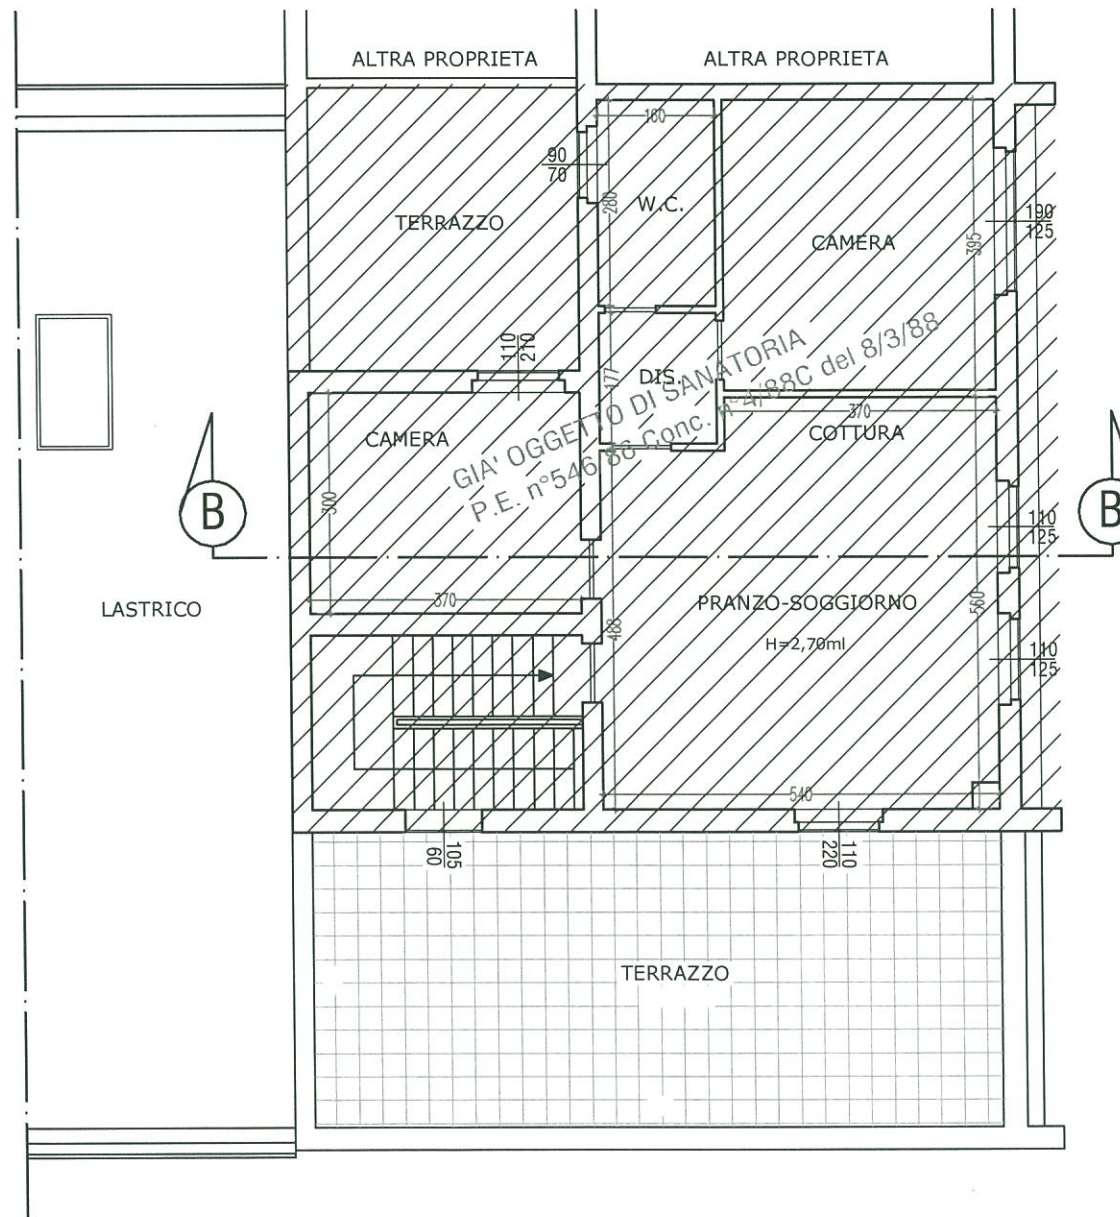 ALTRA PROPRIETA
ALTRA PROPRIETA
160
90
70
280
W.C.
TERRAZZO
CAMERA
395
190
125
110
210
177
DIS.
GIA' OGGETTO DI SANATORIA
P.E. n°546/86 Conc. n°4/88C del 8/3/88
370
COTTURA
CAMERA
300
B
B
110
125
370
LASTRICO
PRANZO-SOGGIORNO
560
488
H=2,70ml
110
125
540
105
60
110
220
TERRAZZO